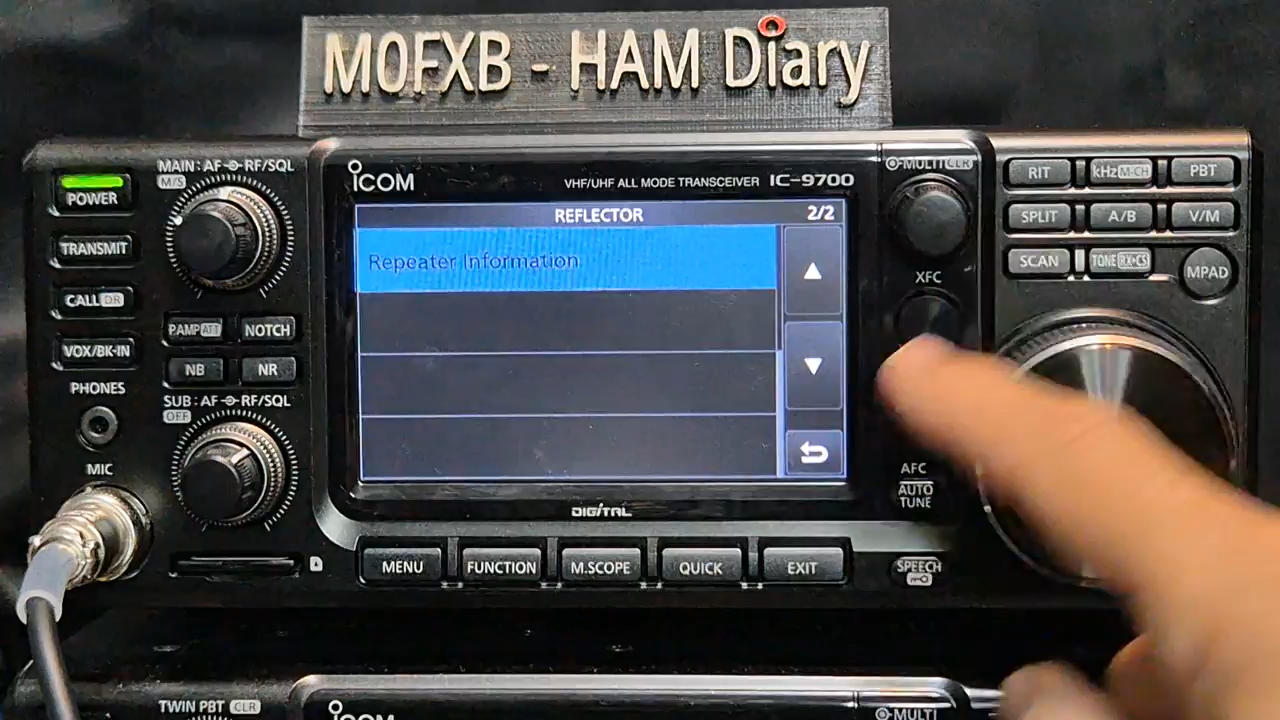 M0FXB - HAM Diary
MAIN : AF RF/SQL
M/S
ICOM
VHF/UHF ALL MODE TRANSCEIVER IC-9700
MULTI CLR
POWER
TRANSMIT
CALL DR
VOX/BK-IN
PHONES
MIC
P.AMP ATT
NOTCH
NB
NR
SUB : AF RF/SQL
OFF
REFLECTOR 2/2
Repeater Information
DIGITAL
MENU
FUNCTION
M.SCOPE
QUICK
EXIT
XFC
AFC
AUTO TUNE
SPEECH
RIT
kHz M-CH
PBT
SPLIT
A/B
V/M
SCAN
TONE RX>CS
MPAD
TWIN PBT CLR
ICOM
MULTI